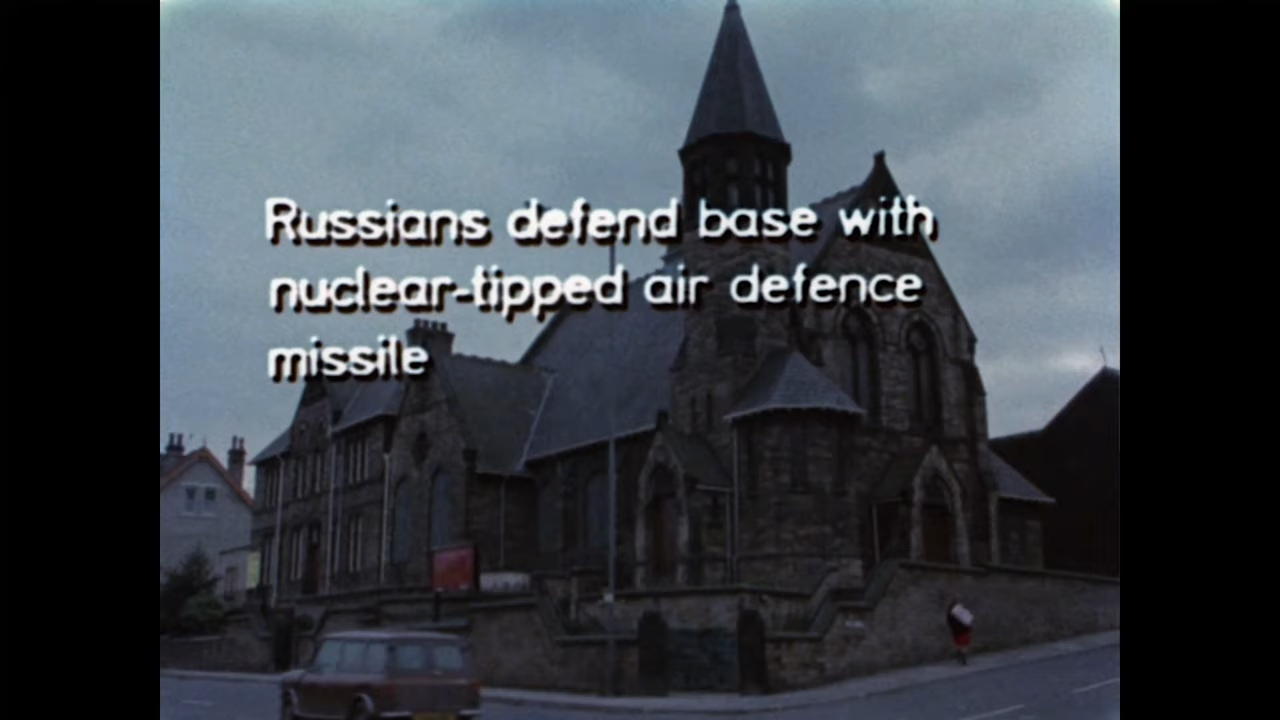 Russians defend base with
nuclear-tipped air defence
missile